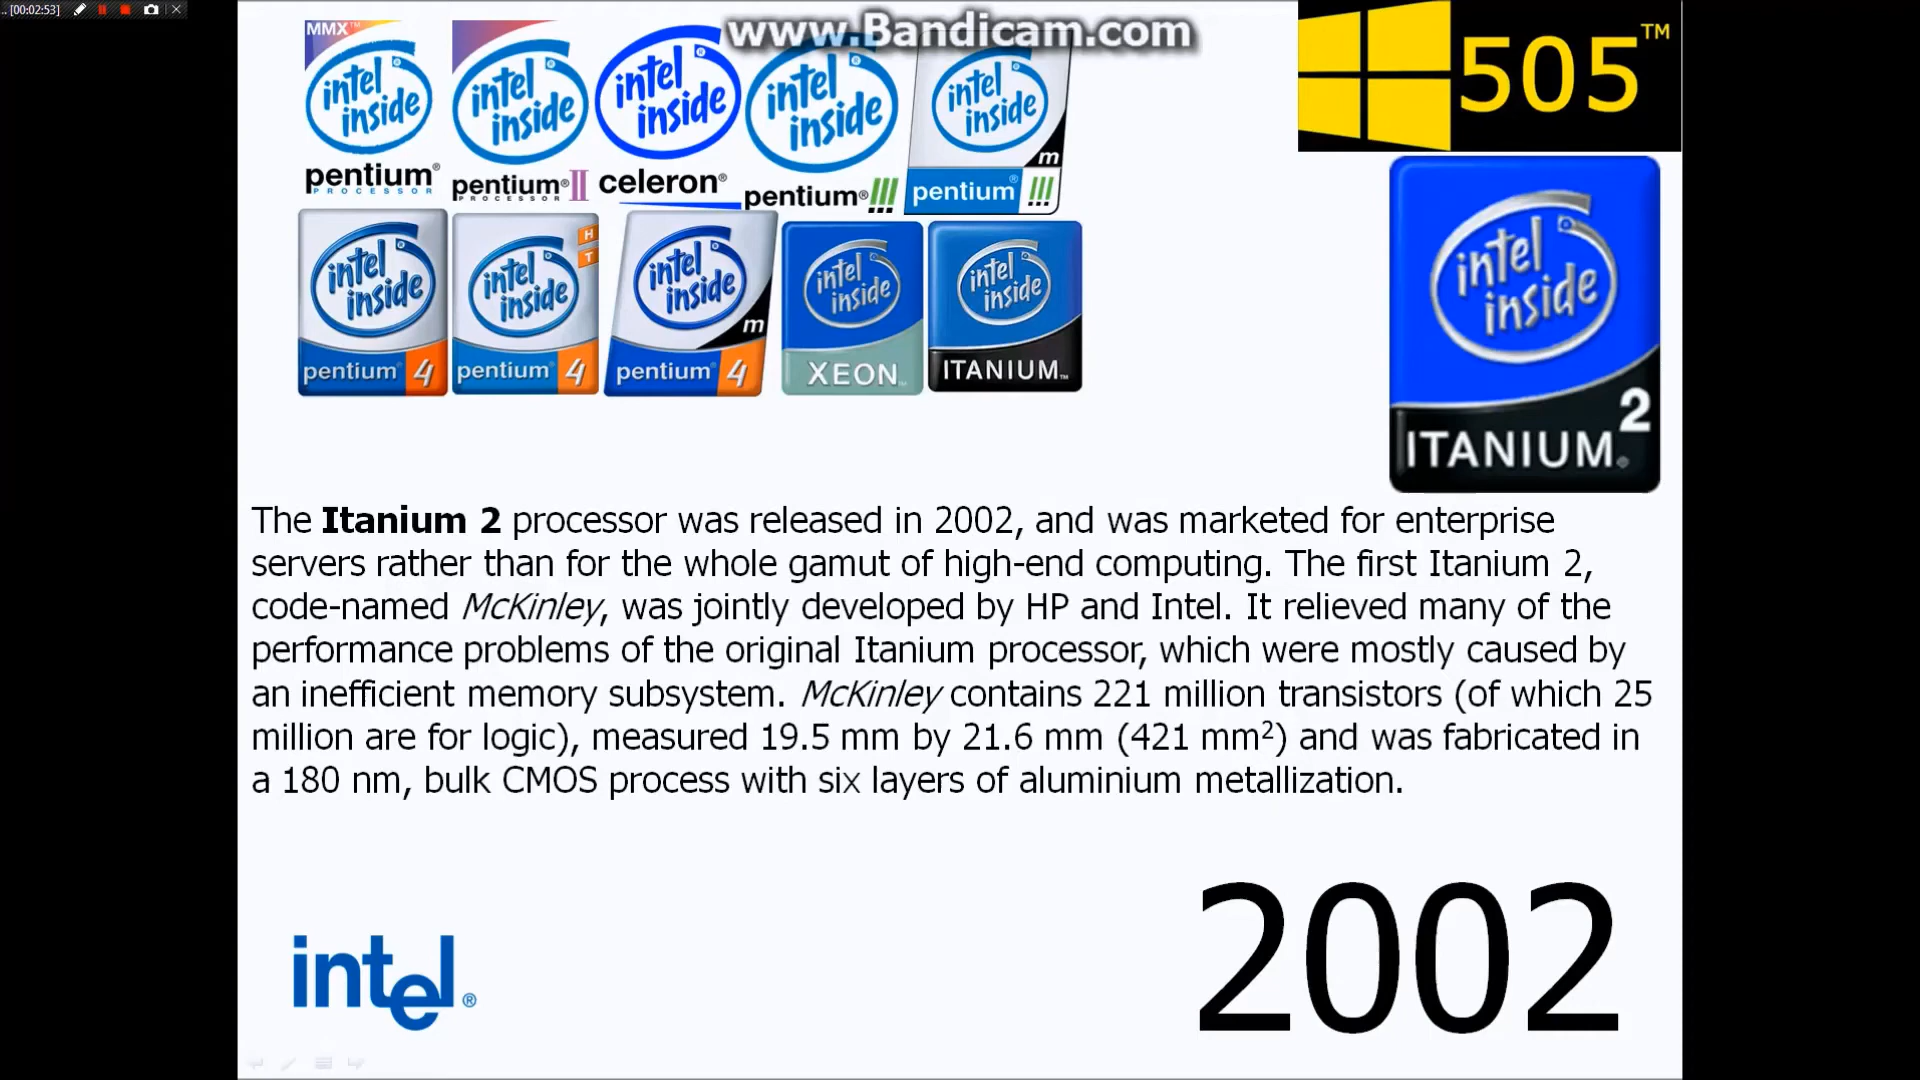 [00:02:53]
www.Bandicam.com
MMX™
intel® inside
pentium® PROCESSOR
intel® inside
pentium® II PROCESSOR
intel® inside
celeron®
intel® inside
pentium® !!!
intel® inside
m
pentium® !!!
505™
intel® inside
pentium® 4
HT
intel® inside
pentium® 4
intel® inside
m
pentium® 4
intel® inside
XEON™
intel® inside
ITANIUM™
intel inside
ITANIUM® 2
The Itanium 2 processor was released in 2002, and was marketed for enterprise
servers rather than for the whole gamut of high-end computing. The first Itanium 2,
code-named McKinley, was jointly developed by HP and Intel. It relieved many of the
performance problems of the original Itanium processor, which were mostly caused by
an inefficient memory subsystem. McKinley contains 221 million transistors (of which 25
million are for logic), measured 19.5 mm by 21.6 mm (421 mm²) and was fabricated in
a 180 nm, bulk CMOS process with six layers of aluminium metallization.
intel®
2002